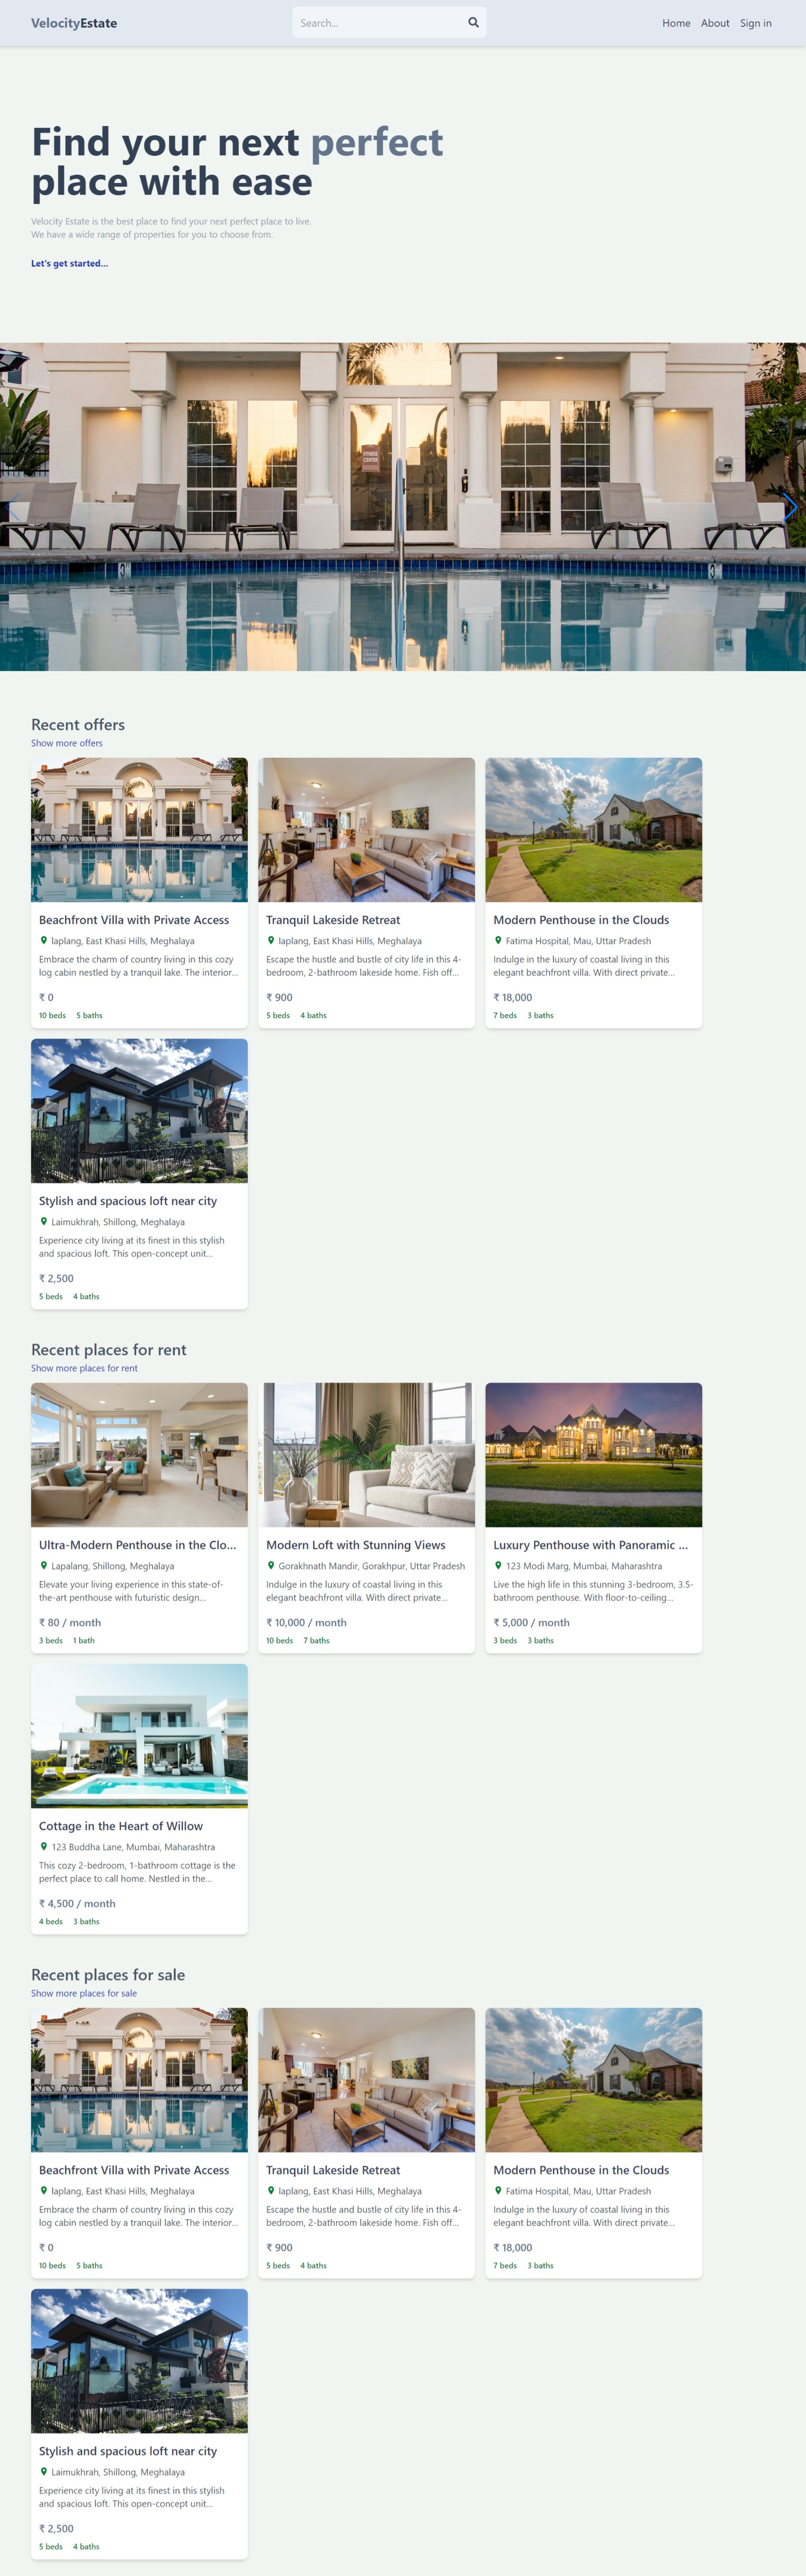 VelocityEstate
Search...
Home About Sign in
Find your next perfect
place with ease
Velocity Estate is the best place to find your next perfect place to live.
We have a wide range of properties for you to choose from.
Let's get started...
FITNESS
CENTER
Recent offers
Show more offers
Beachfront Villa with Private Access
laplang, East Khasi Hills, Meghalaya
Embrace the charm of country living in this cozy
log cabin nestled by a tranquil lake. The interior...
₹ 0
10 beds 5 baths
Tranquil Lakeside Retreat
laplang, East Khasi Hills, Meghalaya
Escape the hustle and bustle of city life in this 4-
bedroom, 2-bathroom lakeside home. Fish off...
₹ 900
5 beds 4 baths
Modern Penthouse in the Clouds
Fatima Hospital, Mau, Uttar Pradesh
Indulge in the luxury of coastal living in this
elegant beachfront villa. With direct private...
₹ 18,000
7 beds 3 baths
Stylish and spacious loft near city
Laimukhrah, Shillong, Meghalaya
Experience city living at its finest in this stylish
and spacious loft. This open-concept unit...
₹ 2,500
5 beds 4 baths
Recent places for rent
Show more places for rent
Ultra-Modern Penthouse in the Clo...
Lapalang, Shillong, Meghalaya
Elevate your living experience in this state-of-
the-art penthouse with futuristic design...
₹ 80 / month
3 beds 1 bath
Modern Loft with Stunning Views
Gorakhnath Mandir, Gorakhpur, Uttar Pradesh
Indulge in the luxury of coastal living in this
elegant beachfront villa. With direct private...
₹ 10,000 / month
10 beds 7 baths
Luxury Penthouse with Panoramic ...
123 Modi Marg, Mumbai, Maharashtra
Live the high life in this stunning 3-bedroom, 3.5-
bathroom penthouse. With floor-to-ceiling...
₹ 5,000 / month
3 beds 3 baths
Cottage in the Heart of Willow
123 Buddha Lane, Mumbai, Maharashtra
This cozy 2-bedroom, 1-bathroom cottage is the
perfect place to call home. Nestled in the...
₹ 4,500 / month
4 beds 3 baths
Recent places for sale
Show more places for sale
Beachfront Villa with Private Access
laplang, East Khasi Hills, Meghalaya
Embrace the charm of country living in this cozy
log cabin nestled by a tranquil lake. The interior...
₹ 0
10 beds 5 baths
Tranquil Lakeside Retreat
laplang, East Khasi Hills, Meghalaya
Escape the hustle and bustle of city life in this 4-
bedroom, 2-bathroom lakeside home. Fish off...
₹ 900
5 beds 4 baths
Modern Penthouse in the Clouds
Fatima Hospital, Mau, Uttar Pradesh
Indulge in the luxury of coastal living in this
elegant beachfront villa. With direct private...
₹ 18,000
7 beds 3 baths
Stylish and spacious loft near city
Laimukhrah, Shillong, Meghalaya
Experience city living at its finest in this stylish
and spacious loft. This open-concept unit...
₹ 2,500
5 beds 4 baths